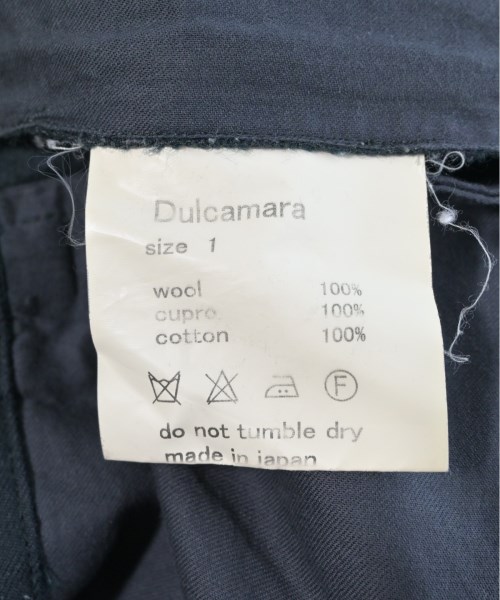 Dulcamara
size 1
wool 100%
cupro 100%
cotton 100%
F
do not tumble dry
made in japan